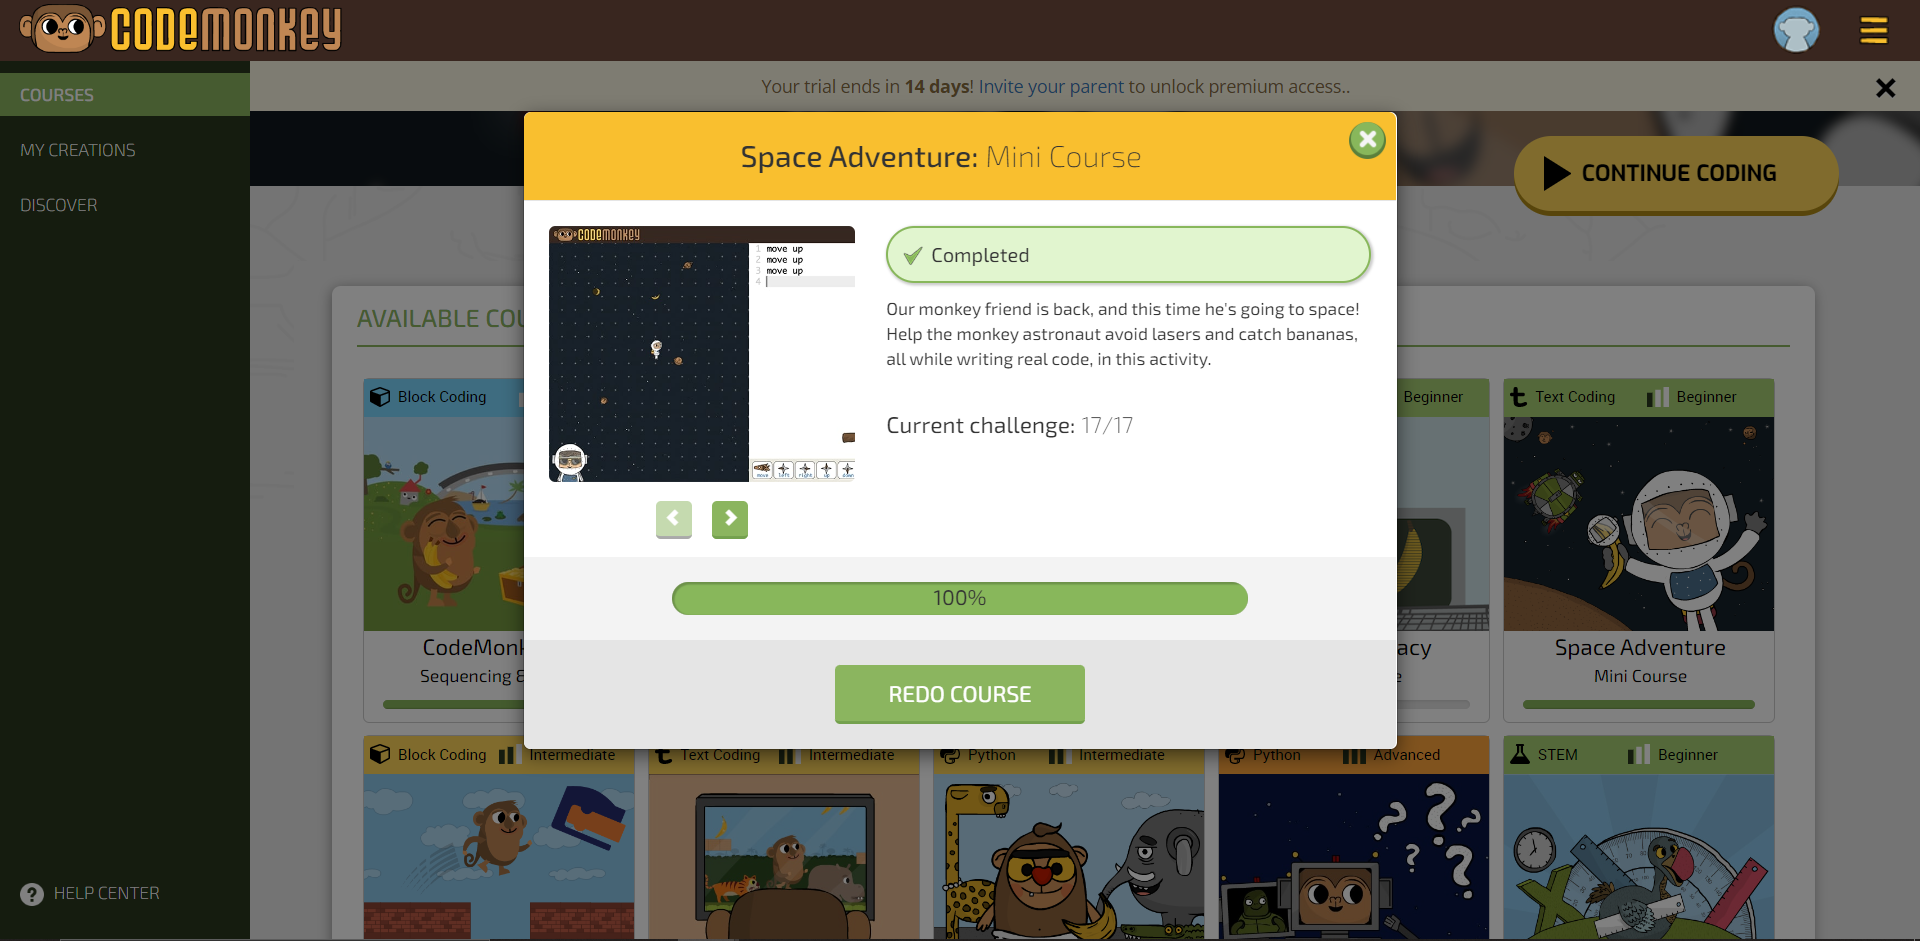 CODEMONKEY
COURSES
MY CREATIONS
DISCOVER
HELP CENTER
Your trial ends in 14 days! Invite your parent to unlock premium access..
CONTINUE CODING
Space Adventure: Mini Course
CODEMONKEY
1 move up
2 move up
3 move up
4
move left right up down
Completed
Our monkey friend is back, and this time he's going to space!
Help the monkey astronaut avoid lasers and catch bananas,
all while writing real code, in this activity.
Current challenge: 17/17
100%
REDO COURSE
AVAILABLE COU
Block Coding
CodeMonk
Sequencing &
Beginner
acy
Text Coding Beginner
Space Adventure
Mini Course
Block Coding Intermediate
Text Coding Intermediate
Python Intermediate
Python Advanced
STEM Beginner